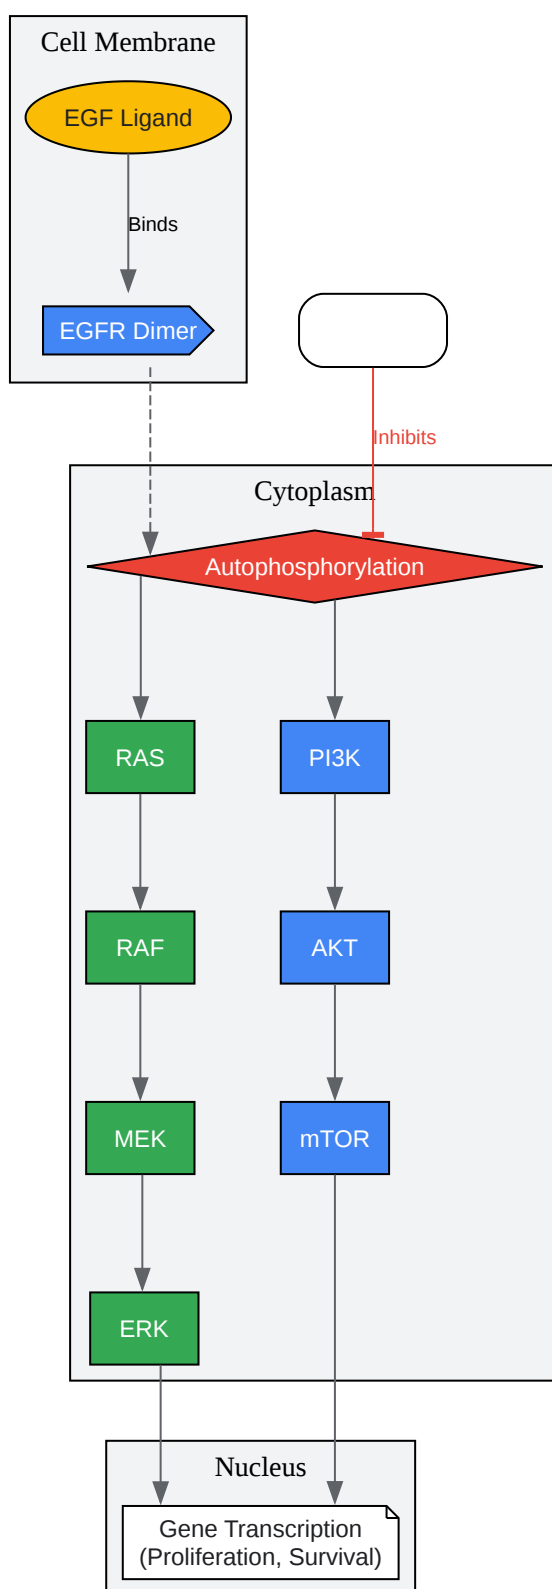 Cell Membrane
EGF Ligand
Binds
EGFR Dimer
Inhibits
Cytoplasm
Autophosphorylation
RAS
PI3K
RAF
AKT
MEK
mTOR
ERK
Nucleus
Gene Transcription
(Proliferation, Survival)